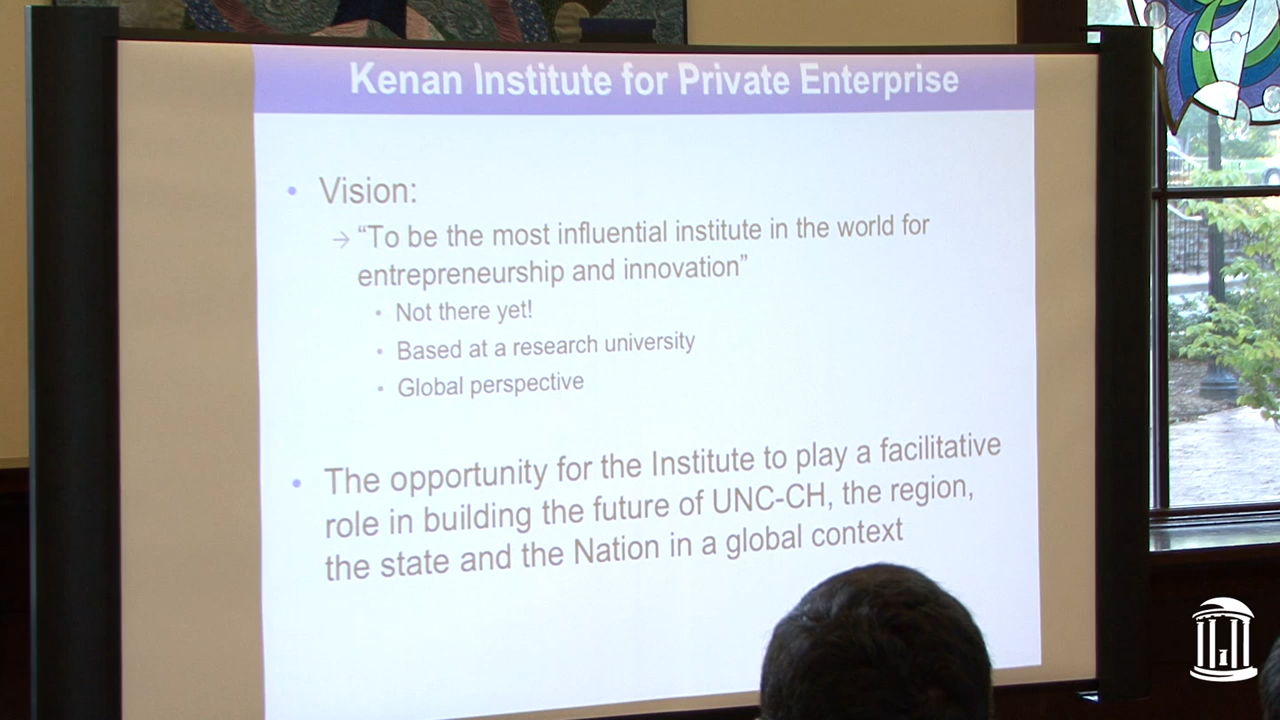 Kenan Institute for Private Enterprise
• Vision:
→ “To be the most influential institute in the world for
entrepreneurship and innovation”
• Not there yet!
• Based at a research university
• Global perspective
• The opportunity for the Institute to play a facilitative
role in building the future of UNC-CH, the region,
the state and the Nation in a global context